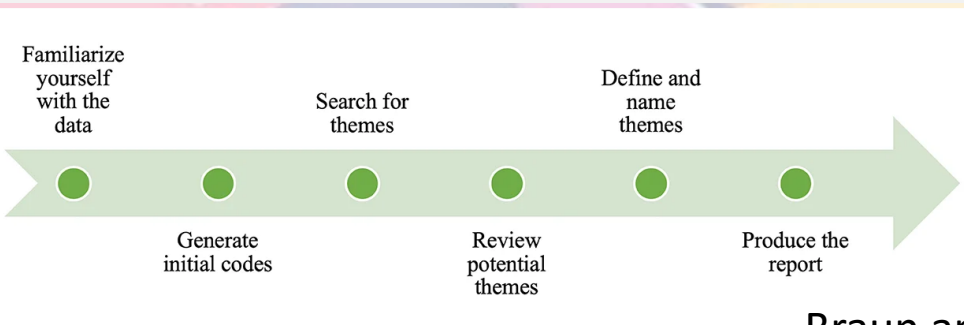 Familiarize
yourself
with the
data
Generate
initial codes
Search for
themes
Review
potential
themes
Define and
name
themes
Produce the
report